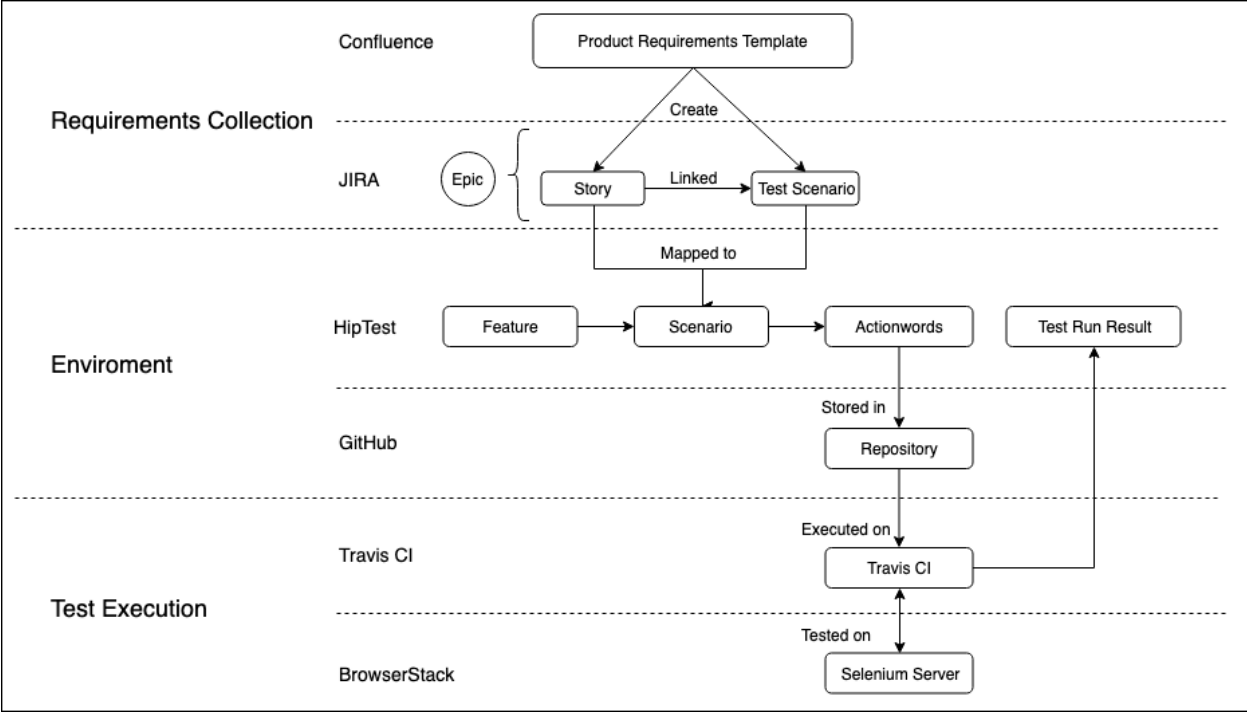 Confluence
Product Requirements Template
Requirements Collection
Create
JIRA
Epic
Story
Linked
Test Scenario
Mapped to
Enviroment
HipTest
Feature
Scenario
Actionwords
Test Run Result
Stored in
GitHub
Repository
Executed on
Test Execution
Travis CI
Travis CI
Tested on
BrowserStack
Selenium Server